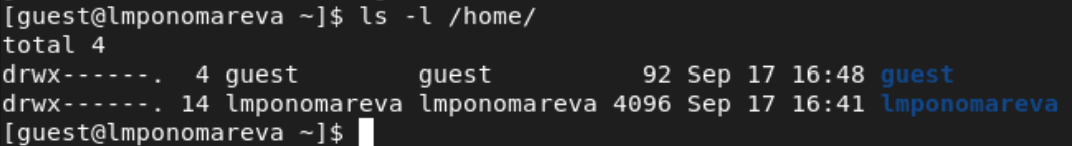 [guest@lmponomareva ~]$ ls -l /home/
total 4
drwx------.  4 guest        guest          92 Sep 17 16:48 guest
drwx------. 14 lmponomareva lmponomareva 4096 Sep 17 16:41 lmponomareva
[guest@lmponomareva ~]$